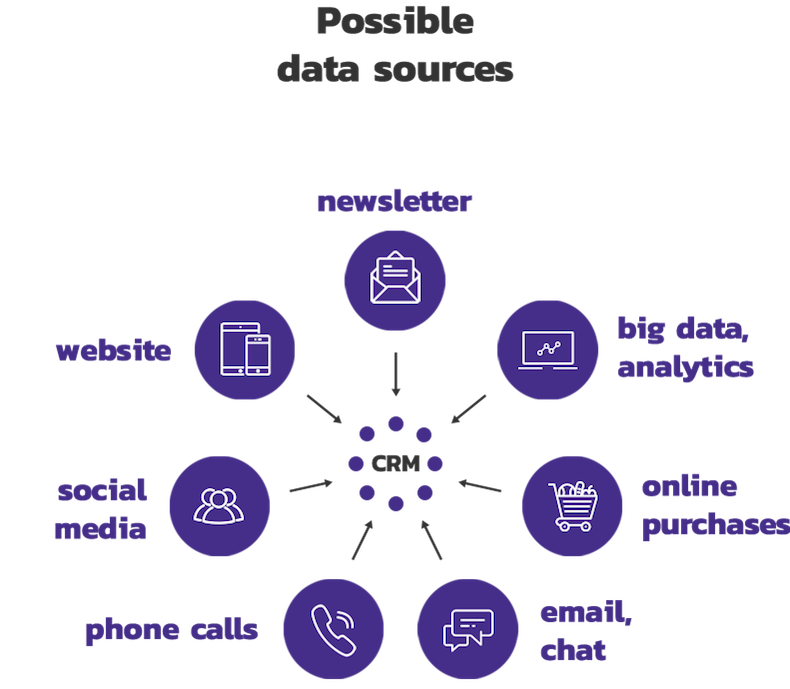 Possible
data sources
newsletter
website
big data,
analytics
CRM
social
media
online
purchases
phone calls
email,
chat